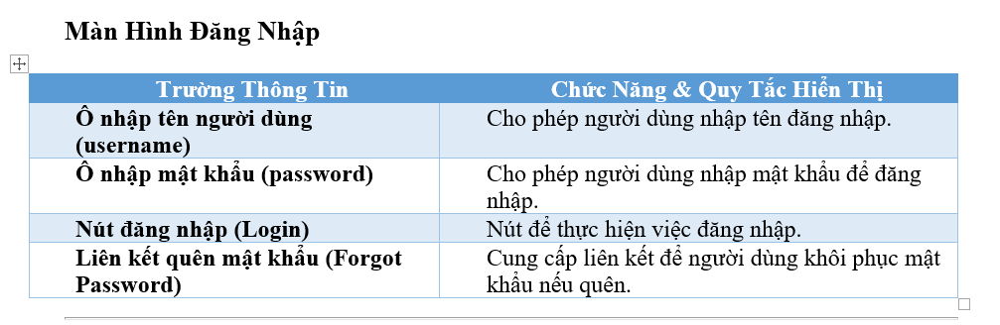 Màn Hình Đăng Nhập
Trường Thông Tin
Chức Năng & Quy Tắc Hiển Thị
Ô nhập tên người dùng
(username)
Cho phép người dùng nhập tên đăng nhập.
Ô nhập mật khẩu (password)
Cho phép người dùng nhập mật khẩu để đăng
nhập.
Nút đăng nhập (Login)
Nút để thực hiện việc đăng nhập.
Liên kết quên mật khẩu (Forgot
Password)
Cung cấp liên kết để người dùng khôi phục mật
khẩu nếu quên.